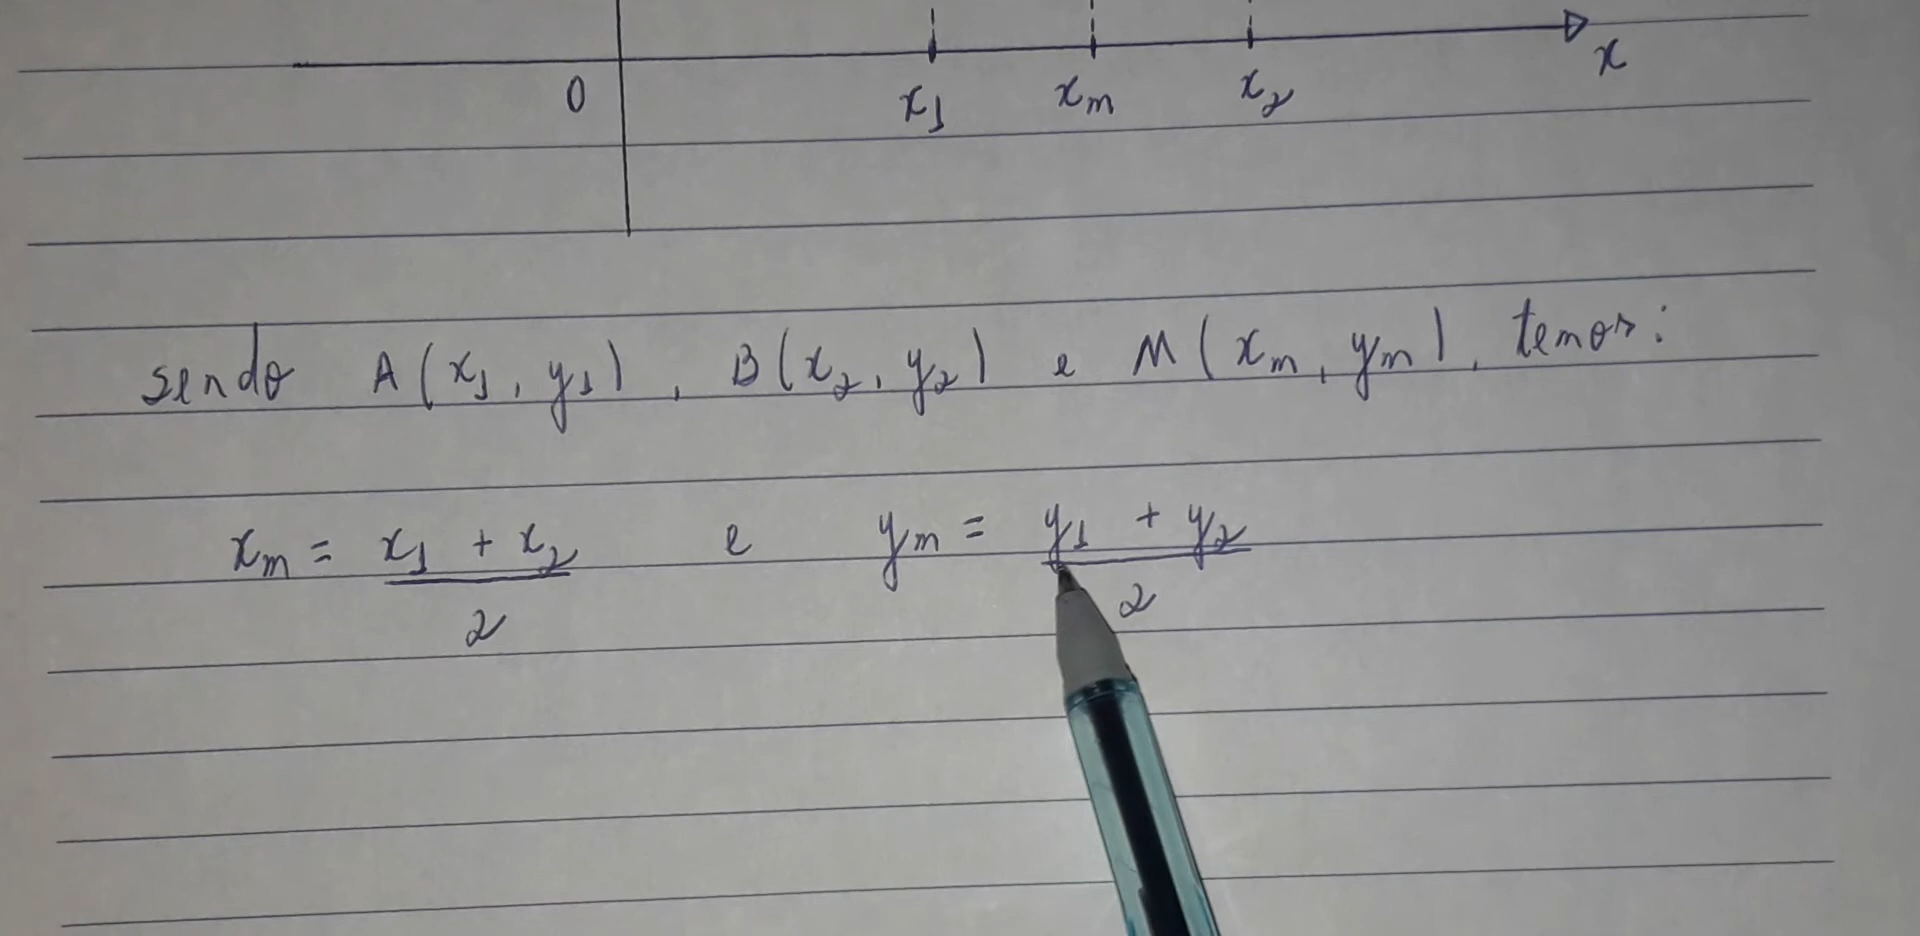 0 x₁ xₘ x₂ x
sendo A(x₁, y₁), B(x₂, y₂) e M(xₘ, yₘ), temos:
xₘ = x₁ + x₂ / 2 e yₘ = y₁ + y₂ / 2